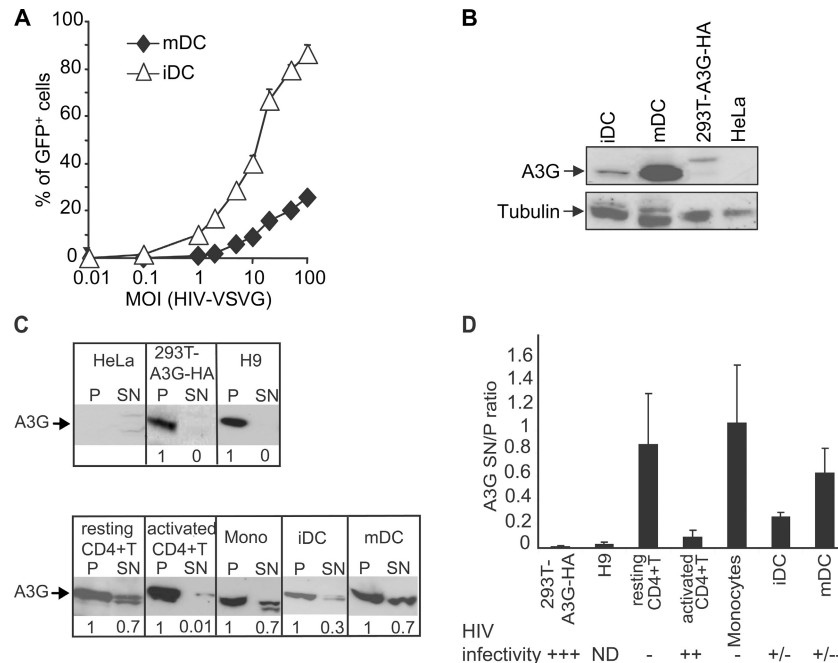 A
100
80
60
40
20
0
% of GFP+ cells
mDC
iDC
0.01 0.1 1 10 100
MOI (HIV-VSVG)
B
iDC mDC 293T-A3G-HA HeLa
A3G
Tubulin
C
HeLa 293T-A3G-HA H9
P SN P SN P SN
A3G
1 0 1 0
resting CD4+T activated CD4+T Mono iDC mDC
P SN P SN P SN P SN P SN
A3G
1 0.7 1 0.01 1 0.7 1 0.3 1 0.7
D
1.6
1.4
1.2
1
0.8
0.6
0.4
0.2
0
A3G SN/P ratio
293T-A3G-HA H9 resting CD4+T activated CD4+T Monocytes iDC mDC
HIV
infectivity +++ ND - ++ - +/- +/-